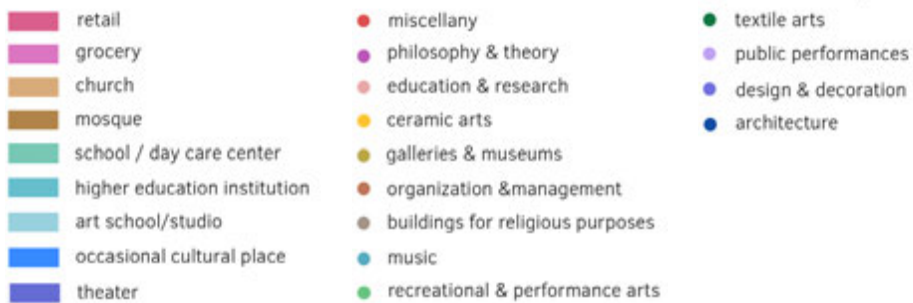 retail
grocery
church
mosque
school / day care center
higher education institution
art school/studio
occasional cultural place
theater
miscellany
philosophy & theory
education & research
ceramic arts
galleries & museums
organization &management
buildings for religious purposes
music
recreational & performance arts
textile arts
public performances
design & decoration
architecture